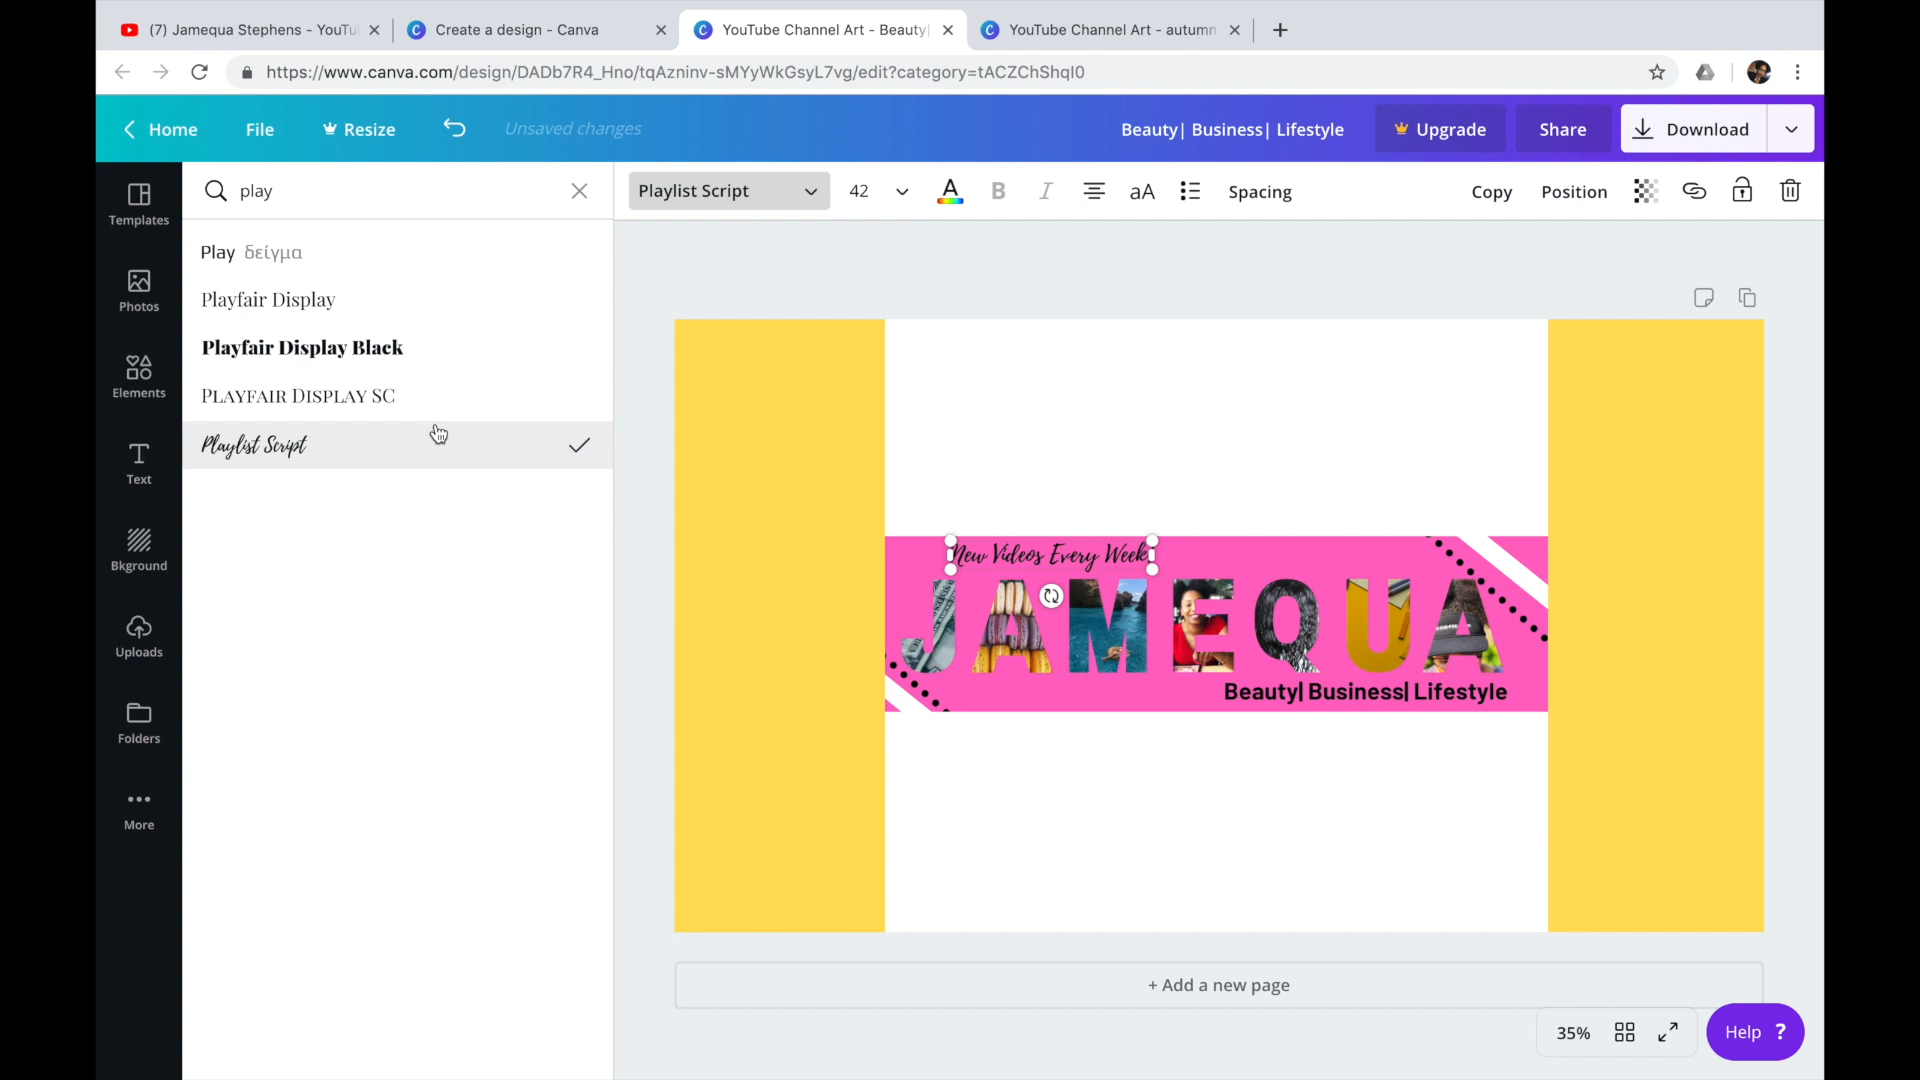 (7) Jamequa Stephens - YouTu
Create a design - Canva
YouTube Channel Art - Beauty|
YouTube Channel Art - autumn
https://www.canva.com/design/DADb7R4_Hno/tqAzninv-sMYyWkGsyL7vg/edit?category=tACZChShqI0
Home
File
Resize
Unsaved changes
Beauty| Business| Lifestyle
Upgrade
Share
Download
Templates
Photos
Elements
Text
Bkground
Uploads
Folders
More
play
Play δείγμα
Playfair Display
Playfair Display Black
Playfair Display SC
Playlist Script
Playlist Script
42
A
B
I
aA
Spacing
Copy
Position
New Videos Every Week
JAMEQUA
Beauty| Business| Lifestyle
+ Add a new page
35%
Help ?